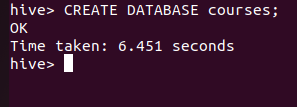 hive> CREATE DATABASE courses;
OK
Time taken: 6.451 seconds
hive>